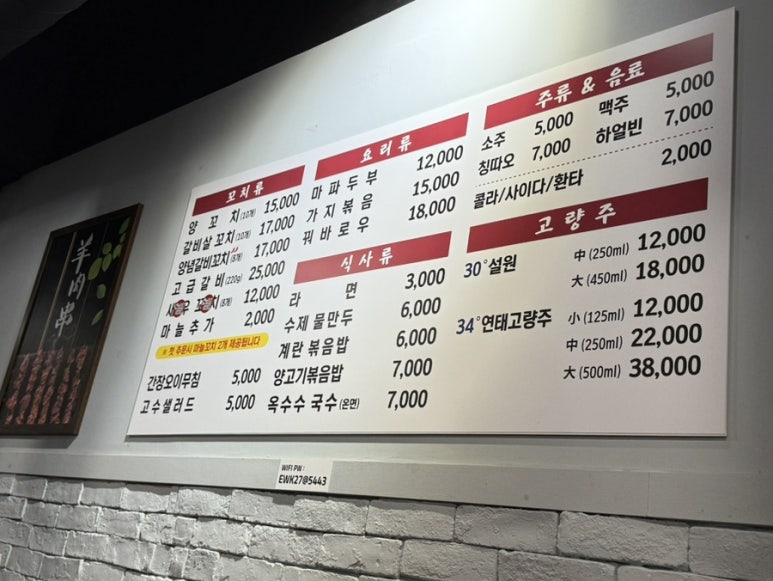 꼬치류
양 꼬 치 (10개) 15,000
갈비살꼬치 (10개) 17,000
양념갈비꼬치 (8개) 17,000
고급갈비 (220g) 25,000
(8개) 12,000
마늘추가 2,000
※ 첫 주문시 마늘꼬치 2개 제공됩니다
간장오이무침 5,000
고수샐러드 5,000
요리류
마파두부 12,000
가지볶음 15,000
꿔바로우 18,000
식사류
라 면 3,000
수제 물만두 6,000
계란 볶음밥 6,000
양고기볶음밥 7,000
옥수수 국수 (온면) 7,000
주류 & 음료
소주 5,000 맥주 5,000
칭따오 7,000 하얼빈 7,000
콜라/사이다/환타 2,000
고량주
30°설원 中 (250ml) 12,000
大 (450ml) 18,000
34°연태고량주 小 (125ml) 12,000
中 (250ml) 22,000
大 (500ml) 38,000
羊肉串
WIFI PW :
EWK27@5443